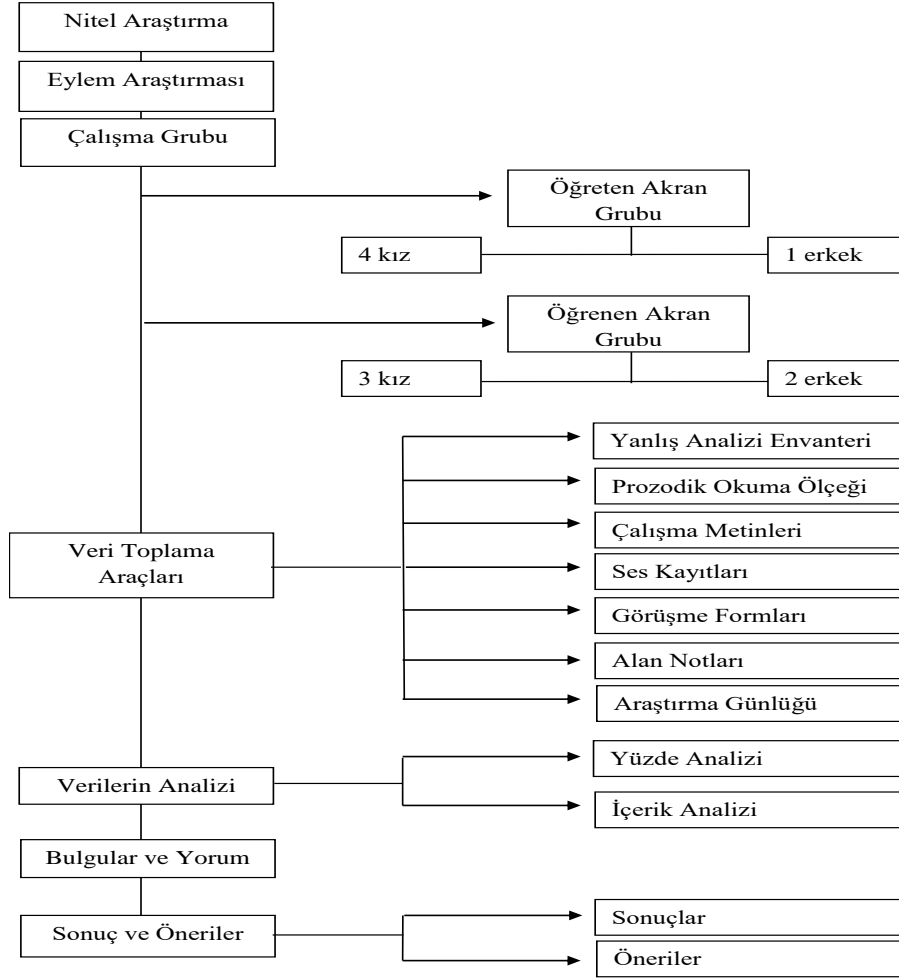 Nitel Araştırma
Eylem Araştırması
Çalışma Grubu
Öğreten Akran
Grubu
4 kız
1 erkek
Öğrenen Akran
Grubu
3 kız
2 erkek
Yanlış Analizi Envanteri
Prozodik Okuma Ölçeği
Çalışma Metinleri
Veri Toplama
Araçları
Ses Kayıtları
Görüşme Formları
Alan Notları
Araştırma Günlüğü
Verilerin Analizi
Yüzde Analizi
İçerik Analizi
Bulgular ve Yorum
Sonuç ve Öneriler
Sonuçlar
Öneriler